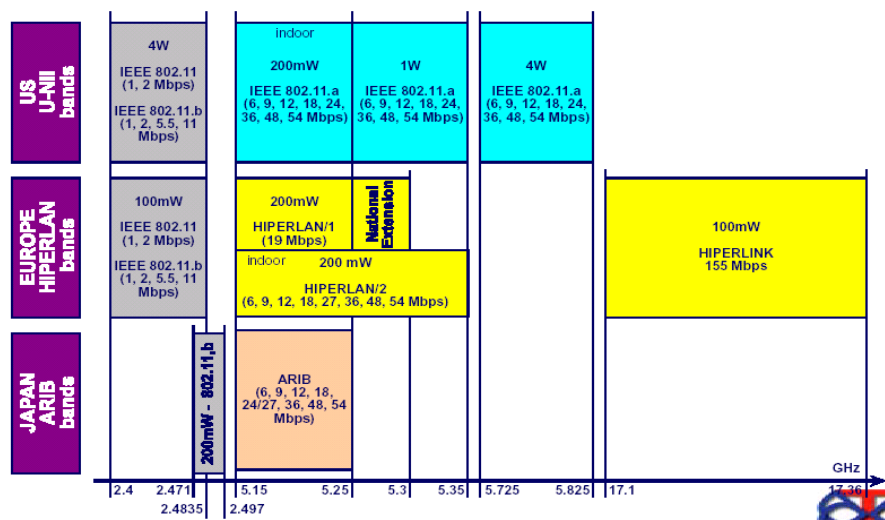 US
U-NII
bands
4W
IEEE 802.11
(1, 2 Mbps)
IEEE 802.11.b
(1, 2, 5.5, 11
Mbps)
indoor
200mW
IEEE 802.11.a
(6, 9, 12, 18, 24,
36, 48, 54 Mbps)
1W
IEEE 802.11.a
(6, 9, 12, 18, 24,
36, 48, 54 Mbps)
4W
IEEE 802.11.a
(6, 9, 12, 18, 24,
36, 48, 54 Mbps)
EUROPE
HIPERLAN
bands
100mW
IEEE 802.11
(1, 2 Mbps)
IEEE 802.11.b
(1, 2, 5.5, 11
Mbps)
200mW
HIPERLAN/1
(19 Mbps)
National
Extension
indoor
200 mW
HIPERLAN/2
(6, 9, 12, 18, 27, 36, 48, 54 Mbps)
100mW
HIPERLINK
155 Mbps
JAPAN
ARIB
bands
200mW - 802.11,b
ARIB
(6, 9, 12, 18,
24/27, 36, 48, 54
Mbps)
GHz
2.4
2.471
5.15
5.25
5.3
5.35
5.725
5.825
17.1
17.36
2.4835
2.497